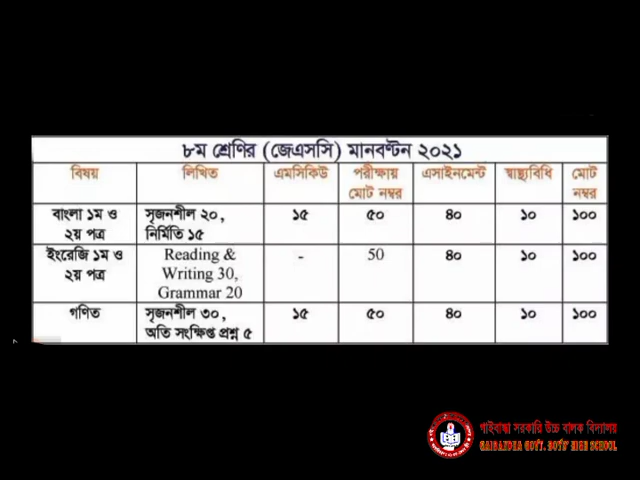 ৮ম শ্রেণির (জেএসসি) মানবণ্টন ২০২১
বিষয় লিখিত এমসিকিউ পরীক্ষায় মোট নম্বর এসাইনমেন্ট স্বাস্থ্যবিধি মোট নম্বর
বাংলা ১ম ও ২য় পত্র সৃজনশীল ২০, নির্মিতি ১৫ ১৫ ৫০ ৪০ ১০ ১০০
ইংরেজি ১ম ও ২য় পত্র Reading & Writing 30, Grammar 20 - 50 ৪০ ১০ ১০০
গণিত সৃজনশীল ৩০, অতি সংক্ষিপ্ত প্রশ্ন ৫ ১৫ ৫০ ৪০ ১০ ১০০
গাইবান্ধা সরকারি উচ্চ বালক বিদ্যালয়
GAIBANDHA GOVT. BOYS' HIGH SCHOOL